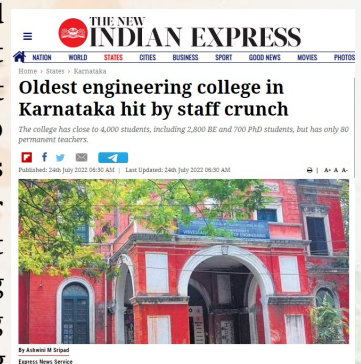 THE NEW
INDIAN EXPRESS
NATION WORLD STATES CITIES BUSINESS SPORT GOOD NEWS MOVIES PHOTOS
Home » States » Karnataka
Oldest engineering college in
Karnataka hit by staff crunch
The college has close to 4,000 students, including 2,800 BE and 700 PhD students, but has only 80
permanent teachers.
Published: 24th July 2022 06:30 AM | Last Updated: 24th July 2022 06:30 AM | A+ A A-
By Ashwini M Sripad
Express News Service